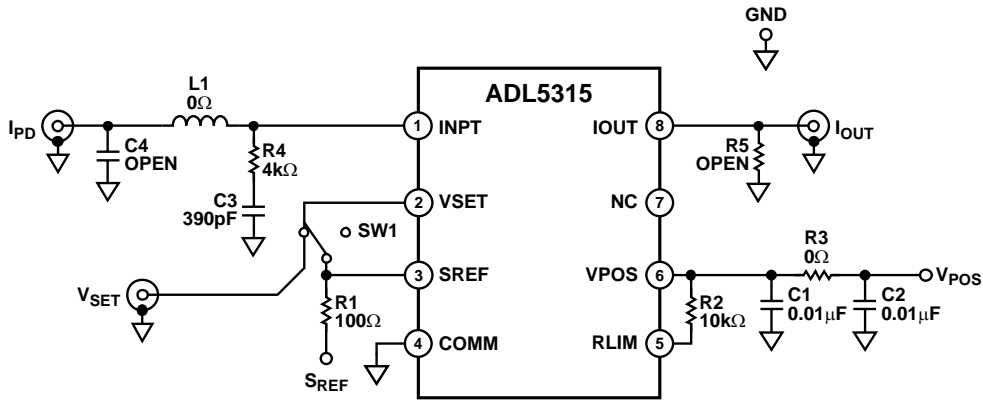 GND
ADL5315
L1
0Ω
I_PD
1
INPT
IOUT
8
I_OUT
C4
OPEN
R4
4kΩ
R5
OPEN
C3
390pF
2
VSET
NC
7
SW1
R3
0Ω
3
SREF
VPOS
6
V_POS
V_SET
R1
100Ω
R2
10kΩ
C1
0.01μF
C2
0.01μF
4
COMM
RLIM
5
S_REF